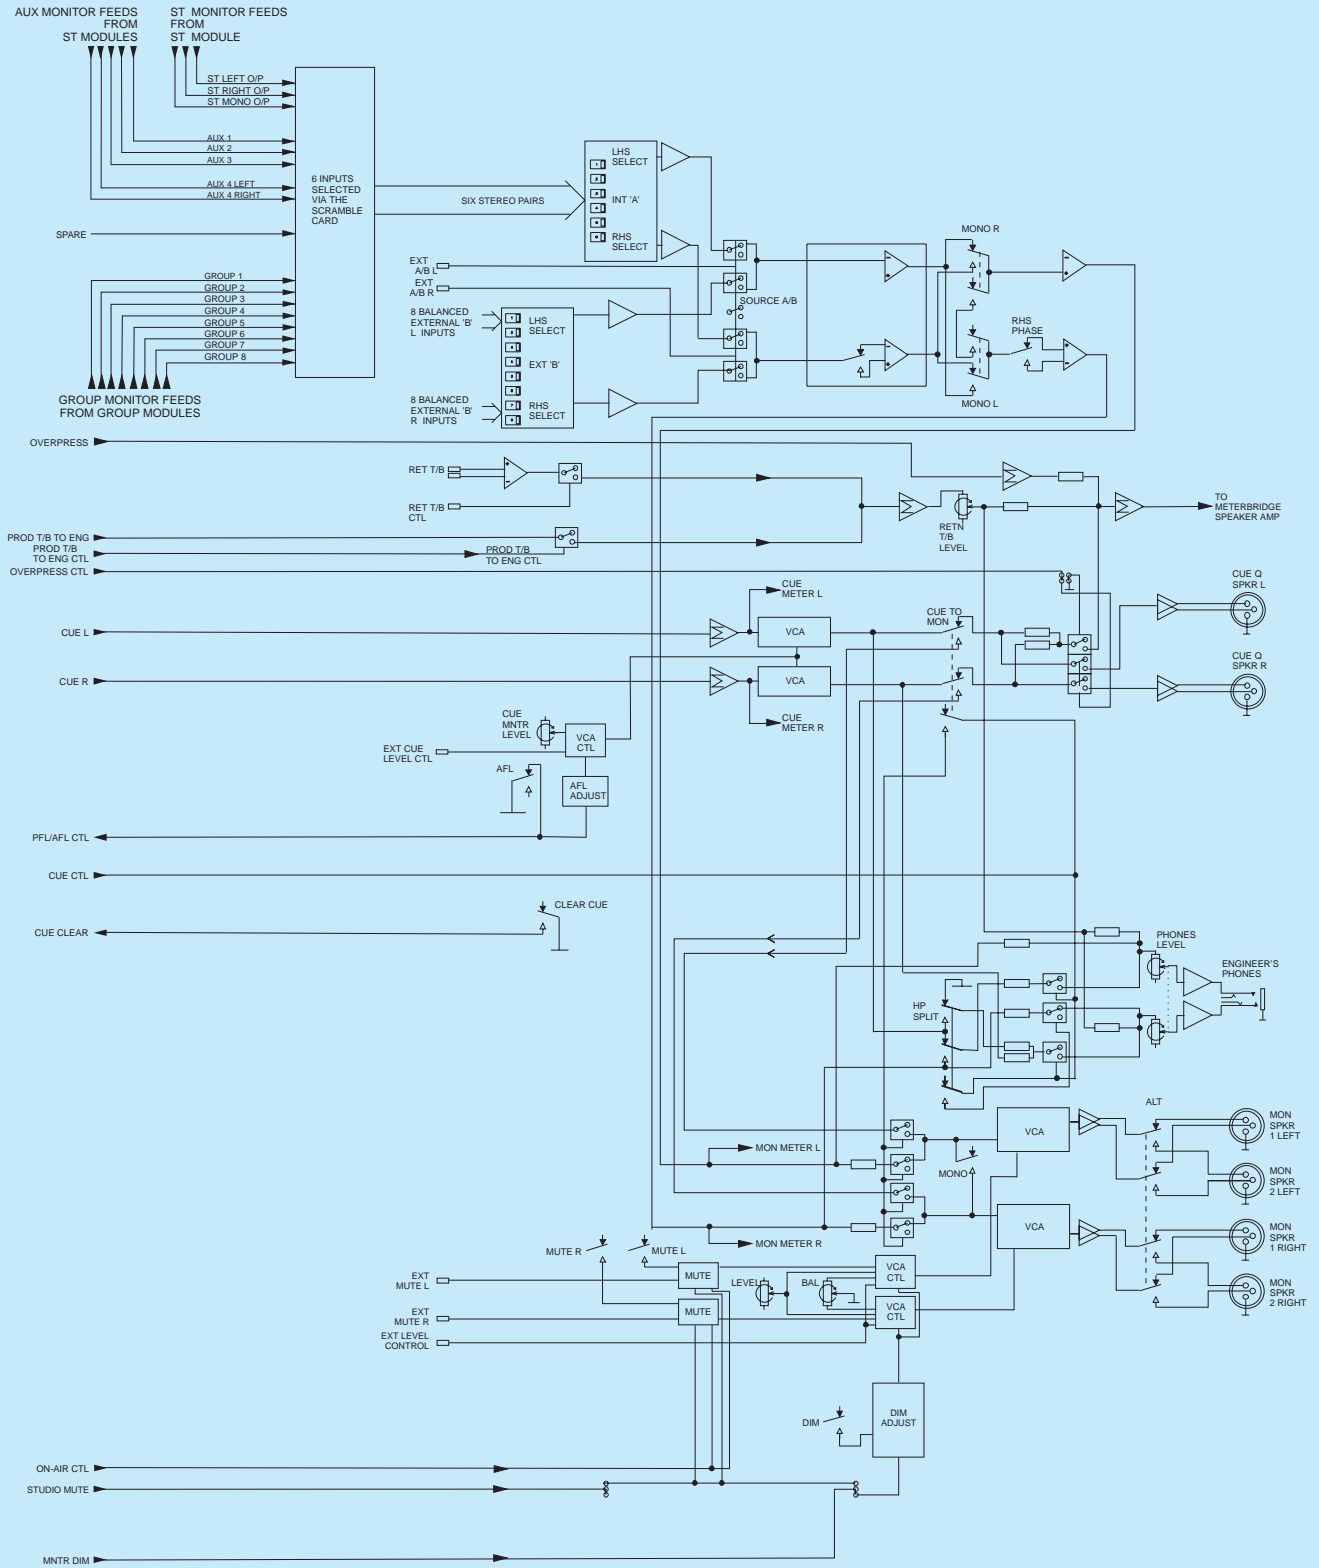 AUX MONITOR FEEDS
FROM
ST MODULES
ST MONITOR FEEDS
FROM
ST MODULE
ST LEFT O/P
ST RIGHT O/P
ST MONO O/P
AUX 1
AUX 2
AUX 3
AUX 4 LEFT
AUX 4 RIGHT
SPARE
GROUP 1
GROUP 2
GROUP 3
GROUP 4
GROUP 5
GROUP 6
GROUP 7
GROUP 8
GROUP MONITOR FEEDS
FROM GROUP MODULES
6 INPUTS
SELECTED
VIA THE
SCRAMBLE
CARD
SIX STEREO PAIRS
LHS
SELECT
INT 'A'
RHS
SELECT
EXT
A/B L
EXT
A/B R
8 BALANCED
EXTERNAL 'B'
L INPUTS
8 BALANCED
EXTERNAL 'B'
R INPUTS
LHS
SELECT
EXT 'B'
RHS
SELECT
SOURCE A/B
MONO R
RHS
PHASE
MONO L
OVERPRESS
RET T/B
RET T/B
CTL
PROD T/B TO ENG
PROD T/B
TO ENG CTL
PROD T/B
TO ENG CTL
OVERPRESS CTL
RETN
T/B
LEVEL
TO
METERBRIDGE
SPEAKER AMP
CUE
METER L
CUE L
VCA
CUE TO
MON
CUE Q
SPKR L
CUE R
VCA
CUE Q
SPKR R
CUE
METER R
CUE
MNTR
LEVEL
VCA
CTL
EXT CUE
LEVEL CTL
AFL
AFL
ADJUST
PFL/AFL CTL
CUE CTL
CLEAR CUE
CUE CLEAR
PHONES
LEVEL
ENGINEER'S
PHONES
HP
SPLIT
ALT
VCA
MON
SPKR
1 LEFT
MON METER L
MONO
MON
SPKR
2 LEFT
VCA
MON
SPKR
1 RIGHT
MON METER R
MUTE R
MUTE L
EXT
MUTE L
MUTE
LEVEL
BAL
VCA
CTL
MON
SPKR
2 RIGHT
EXT
MUTE R
MUTE
VCA
CTL
EXT LEVEL
CONTROL
DIM
DIM
ADJUST
ON-AIR CTL
STUDIO MUTE
MNTR DIM